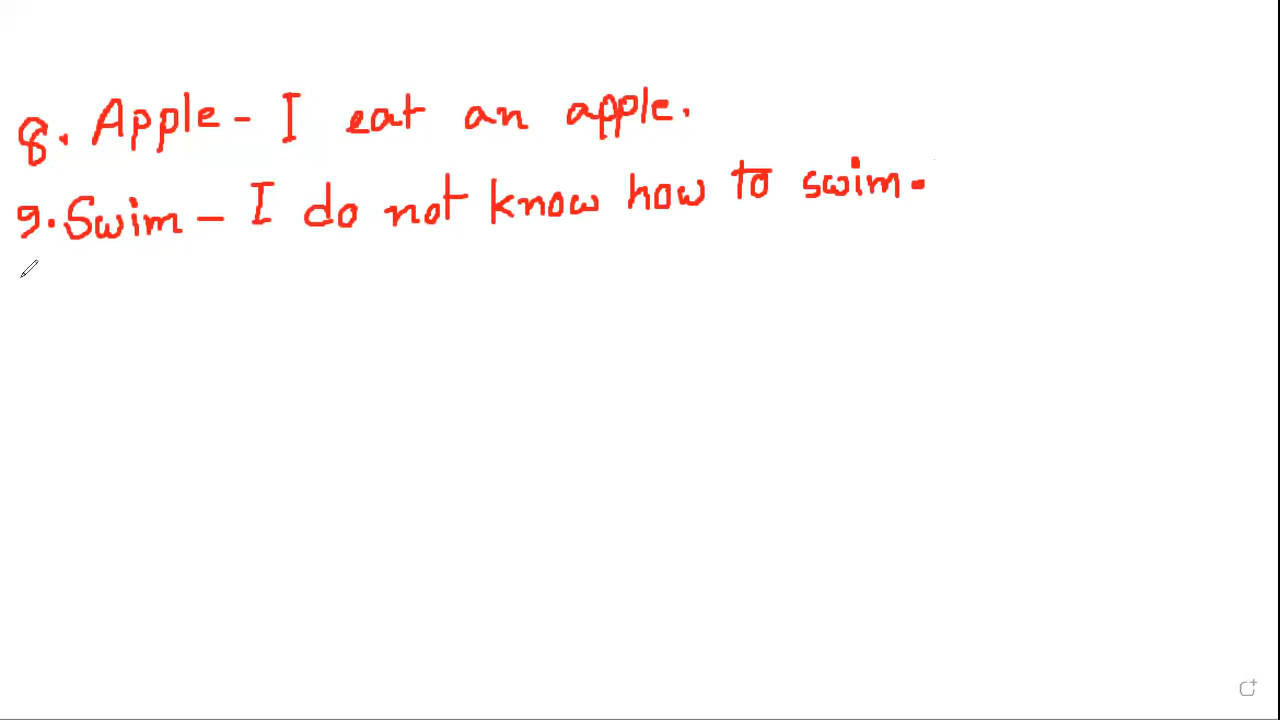 8. Apple - I eat an apple.
9. Swim - I do not know how to swim.